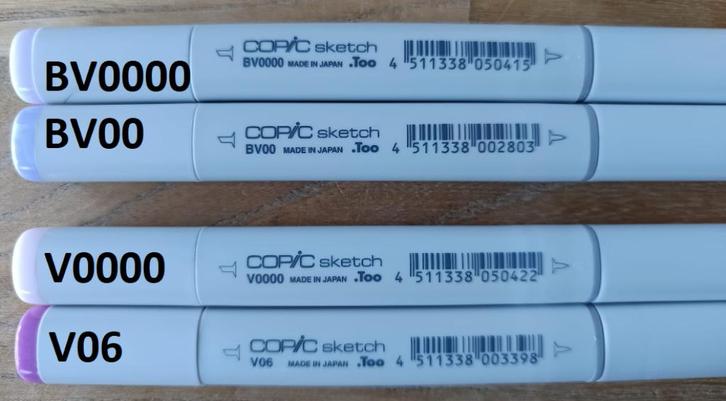 BV0000
COPIC sketch
BV0000 MADE IN JAPAN .Too 4 511338 050415
BV00
COPIC sketch
BV00 MADE IN JAPAN .Too 4 511338 002803
V0000
COPIC sketch
V0000 MADE IN JAPAN .Too 4 511338 050422
V06
COPIC sketch
V06 MADE IN JAPAN .Too 4 511338 003398